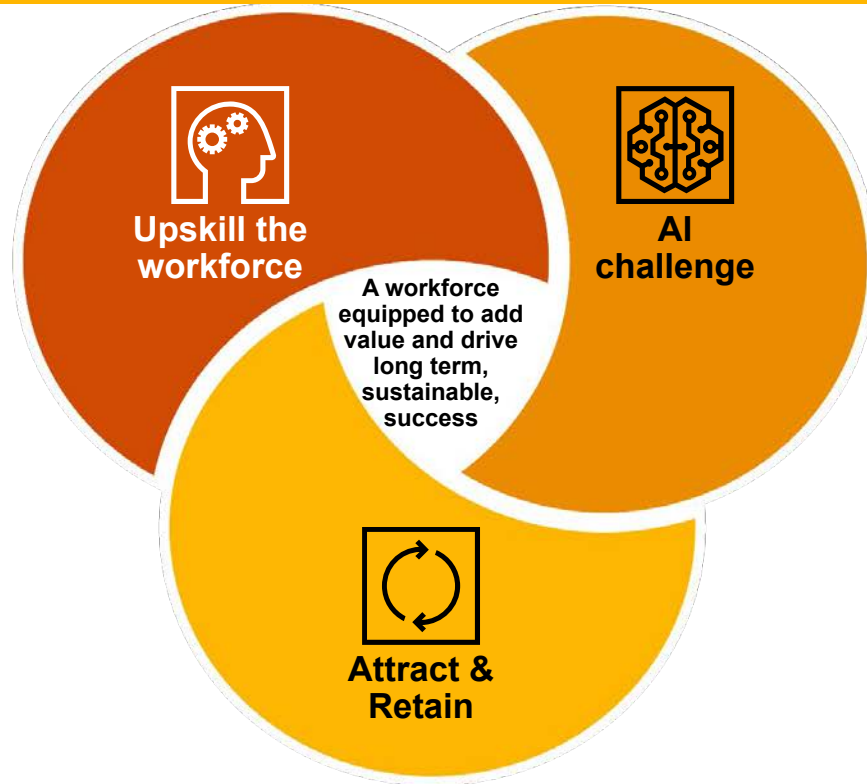 Upskill the
workforce
AI
challenge
A workforce
equipped to add
value and drive
long term,
sustainable,
success
Attract &
Retain